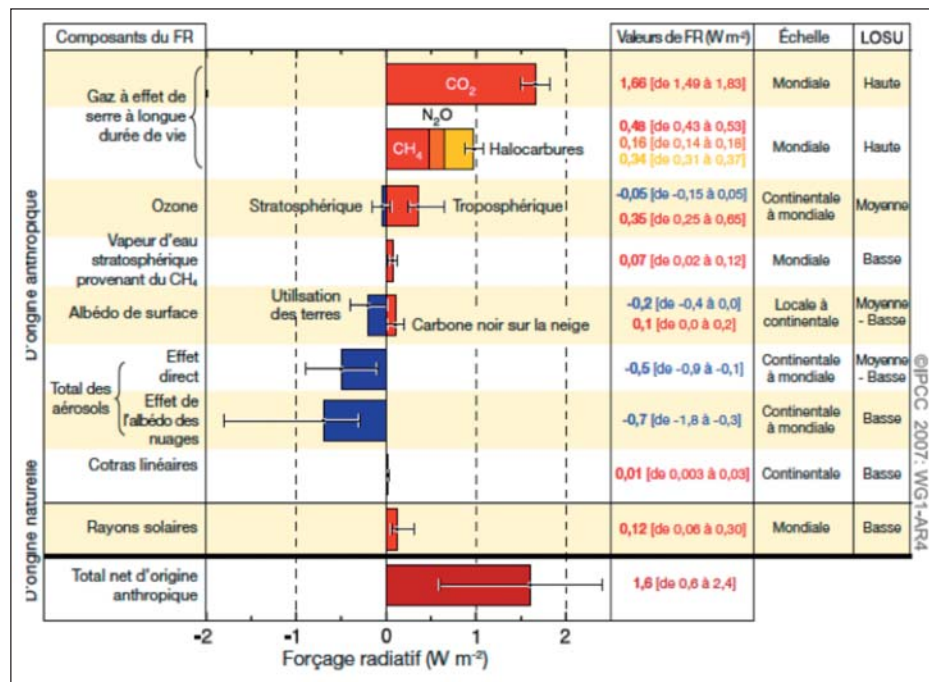 Composants du FR
Valeurs de FR (W m⁻²)
Échelle
LOSU
D'origine anthropique
Gaz à effet de
serre à longue
durée de vie
CO₂
1,66 [de 1,49 à 1,83]
Mondiale
Haute
N₂O
CH₄
Halocarbures
0,48 [de 0,43 à 0,53]
0,16 [de 0,14 à 0,18]
0,34 [de 0,31 à 0,37]
Mondiale
Haute
Ozone
Stratosphérique
Troposphérique
-0,05 [de -0,15 à 0,05]
0,35 [de 0,25 à 0,65]
Continentale
à mondiale
Moyenne
Vapeur d'eau
stratosphérique
provenant du CH₄
0,07 [de 0,02 à 0,12]
Mondiale
Basse
Albédo de surface
Utilisation
des terres
Carbone noir sur la neige
-0,2 [de -0,4 à 0,0]
0,1 [de 0,0 à 0,2]
Locale à
continentale
Moyenne
- Basse
Total des
aérosols
Effet
direct
-0,5 [de -0,9 à -0,1]
Continentale
à mondiale
Moyenne
- Basse
Effet de
l'albédo des
nuages
-0,7 [de -1,8 à -0,3]
Continentale
à mondiale
Basse
Cotras linéaires
0,01 [de 0,003 à 0,03]
Continentale
Basse
D'origine naturelle
Rayons solaires
0,12 [de 0,06 à 0,30]
Mondiale
Basse
Total net d'origine
anthropique
1,6 [de 0,6 à 2,4]
-2 -1 0 1 2
Forçage radiatif (W m⁻²)
©IPCC 2007: WG1-AR4